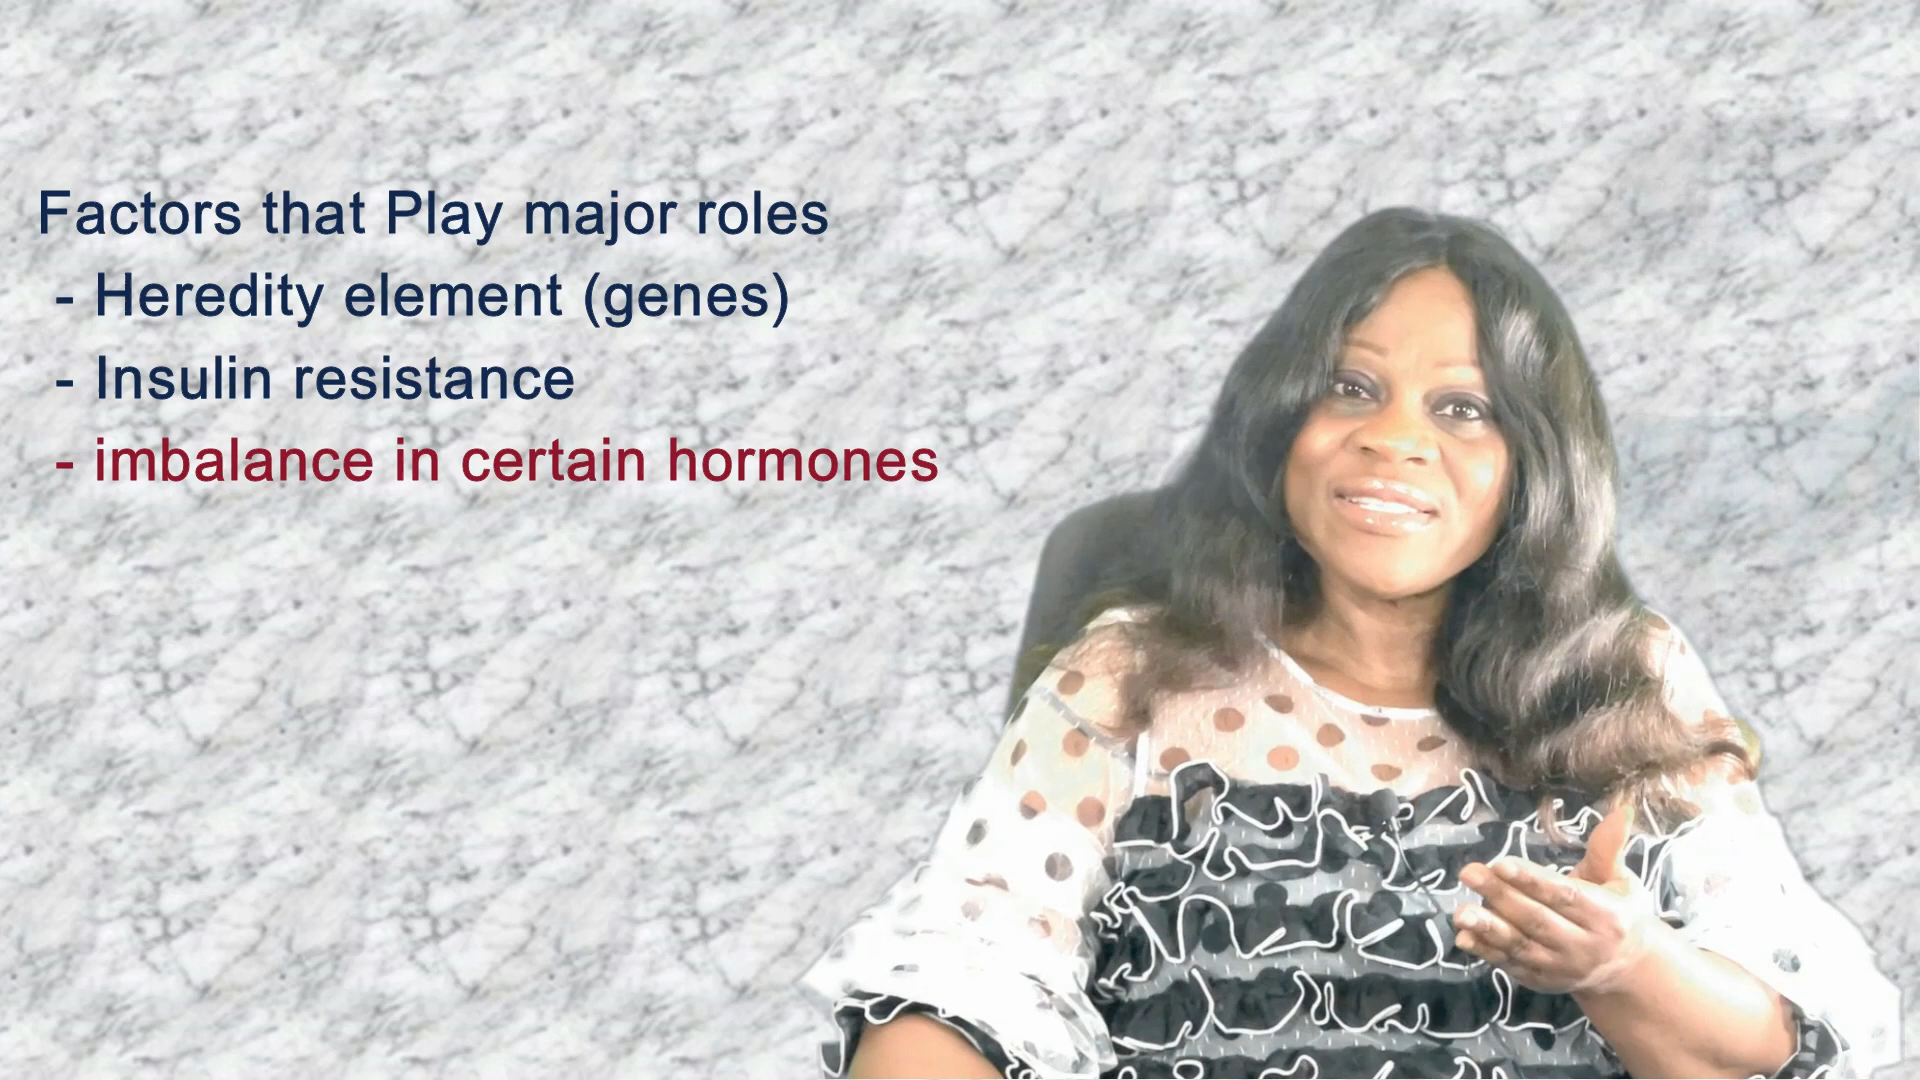 Factors that Play major roles
- Heredity element (genes)
- Insulin resistance
- imbalance in certain hormones